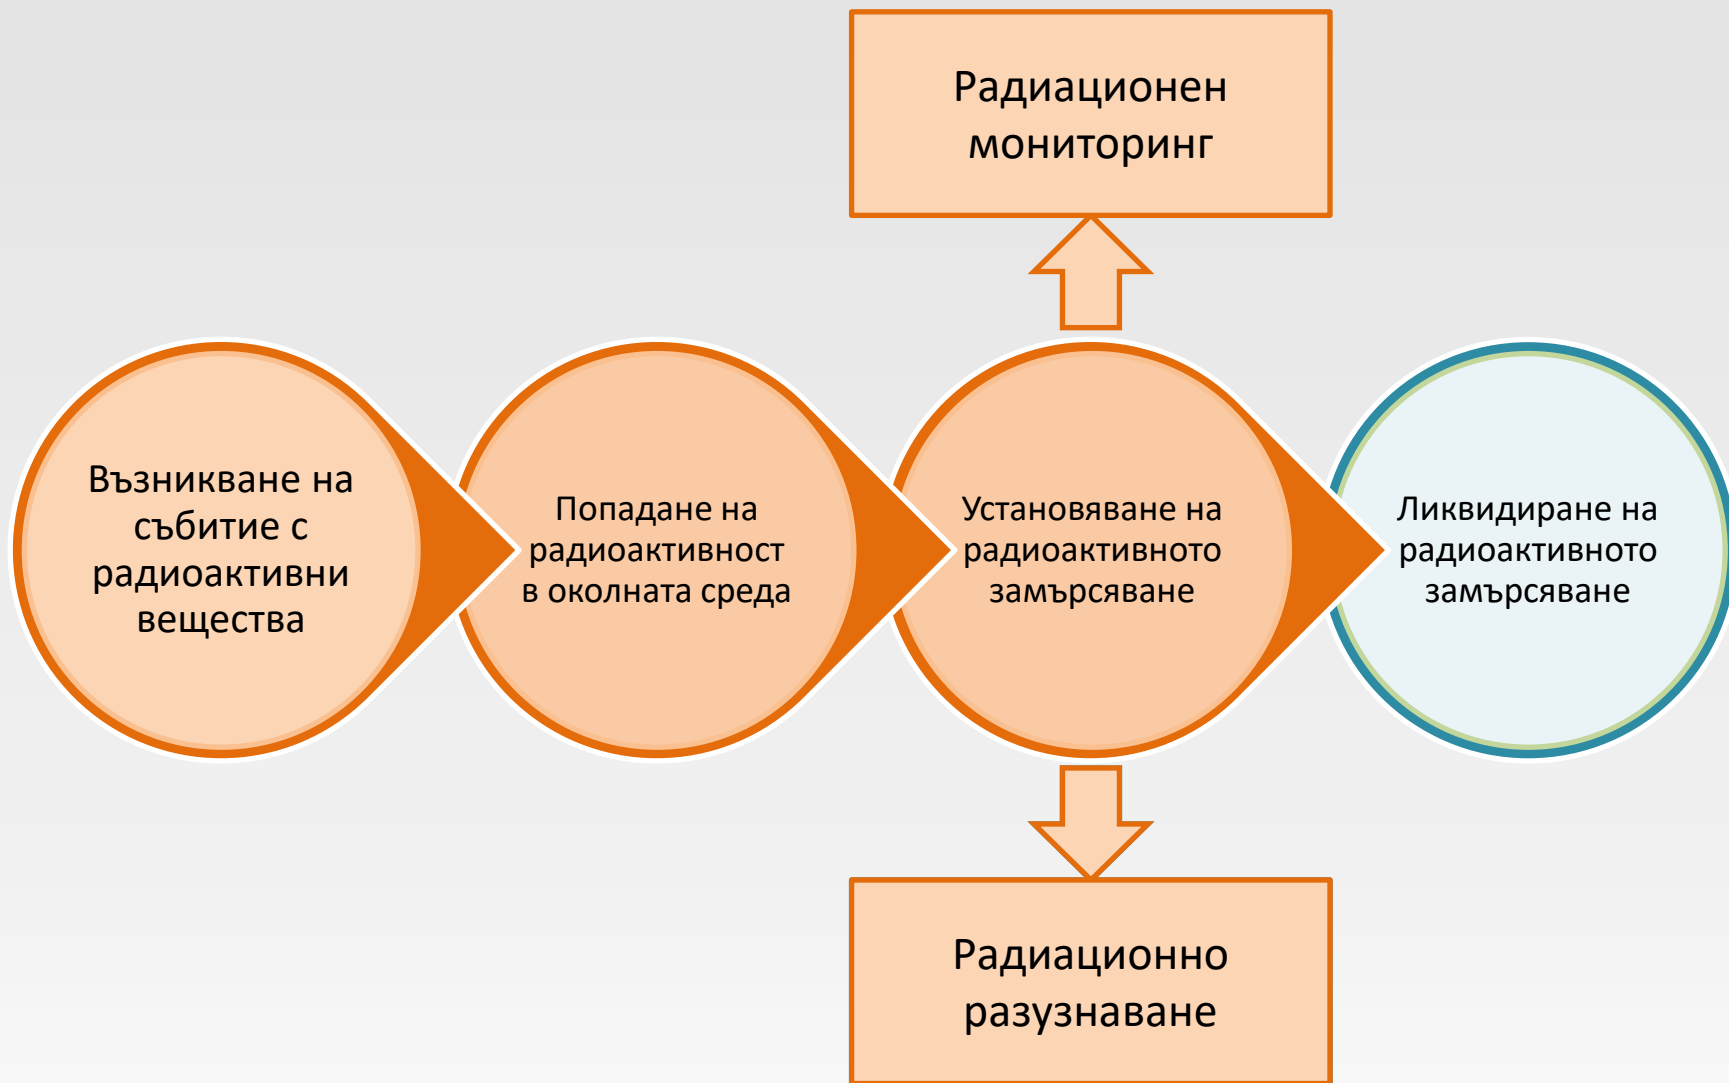 Радиационен
мониторинг
Възникване на
събитие с
радиоактивни
вещества
Попадане на
радиоактивност
в околната среда
Установяване на
радиоактивното
замърсяване
Ликвидиране на
радиоактивното
замърсяване
Радиационно
разузнаване